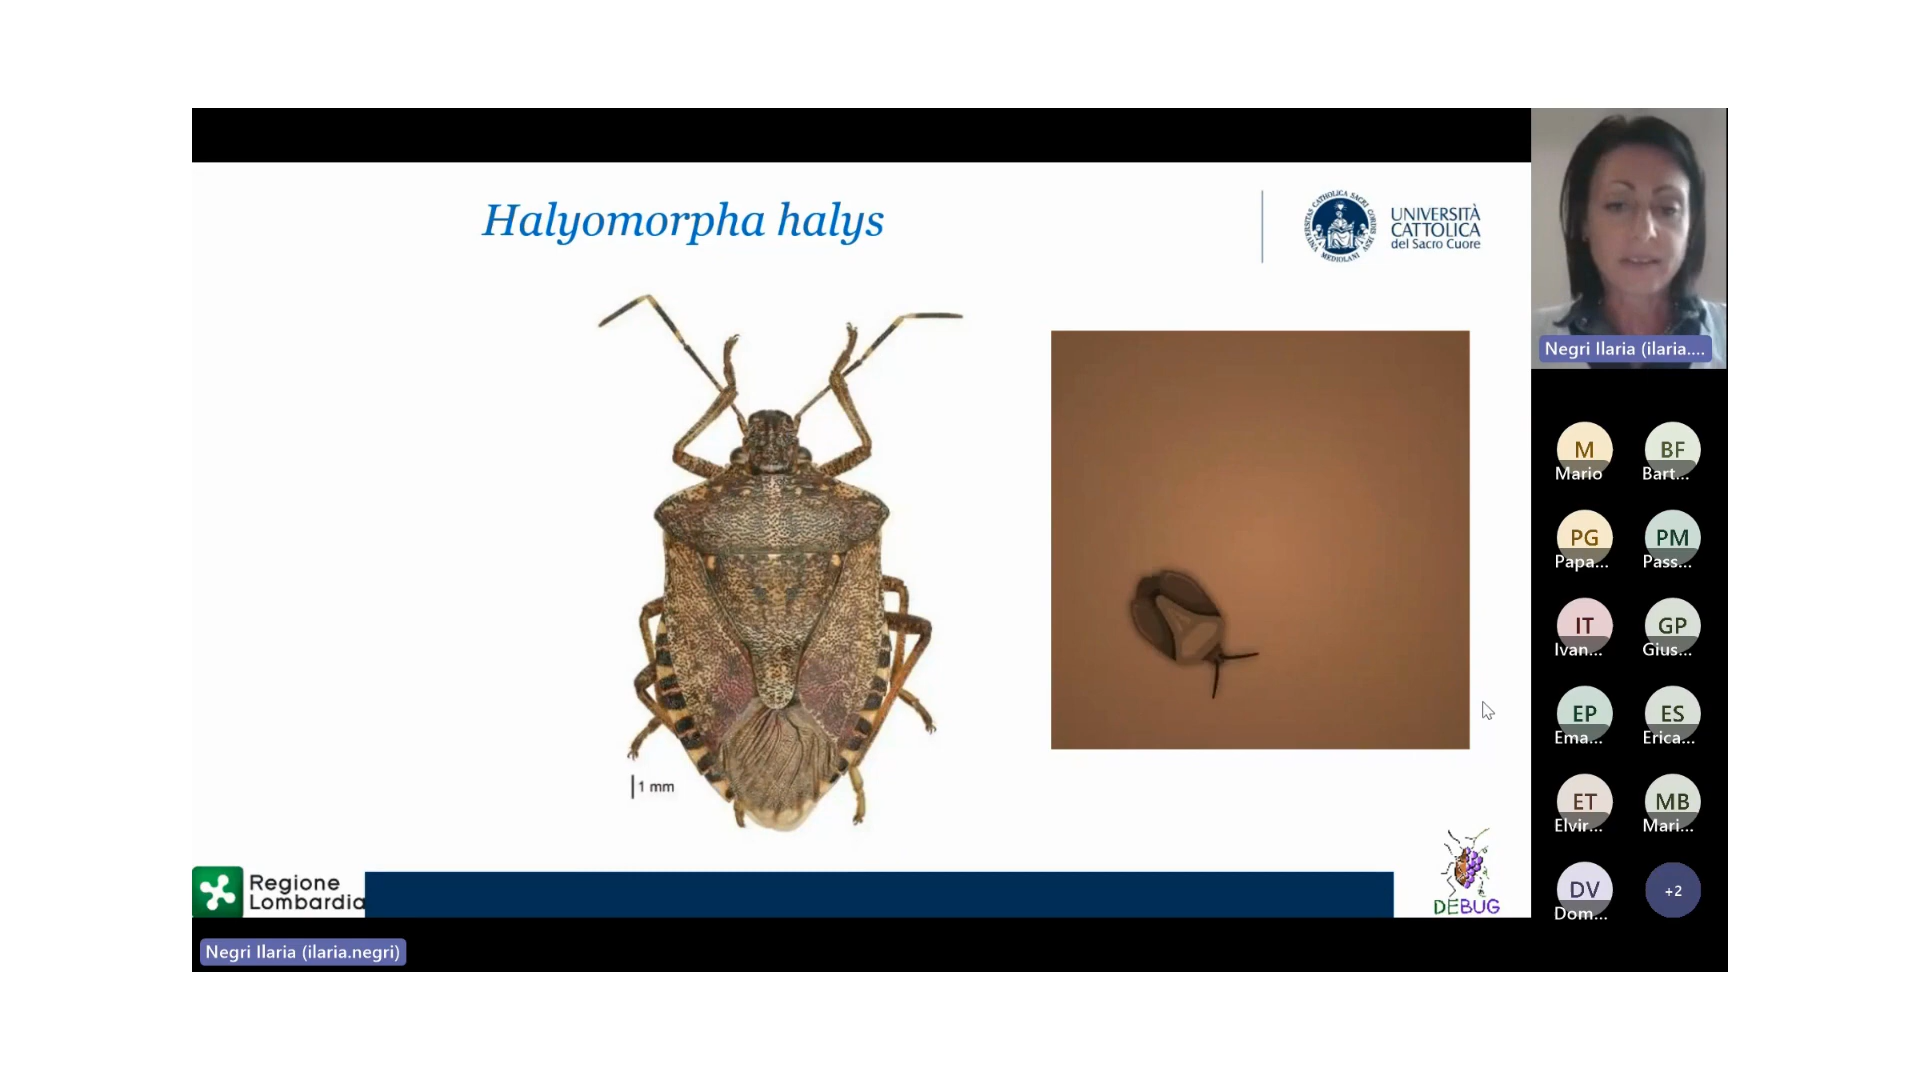 Halyomorpha halys
UNIVERSITÀ
CATTOLICA
del Sacro Cuore
1 mm
Regione
Lombardia
DEBUG
Negri Ilaria (ilaria.negri)
Negri Ilaria (ilaria....
M
Mario
BF
Bart...
PG
Papa...
PM
Pass...
IT
Ivan...
GP
Gius...
EP
Ema...
ES
Erica...
ET
Elvir...
MB
Mari...
DV
Dom...
+2